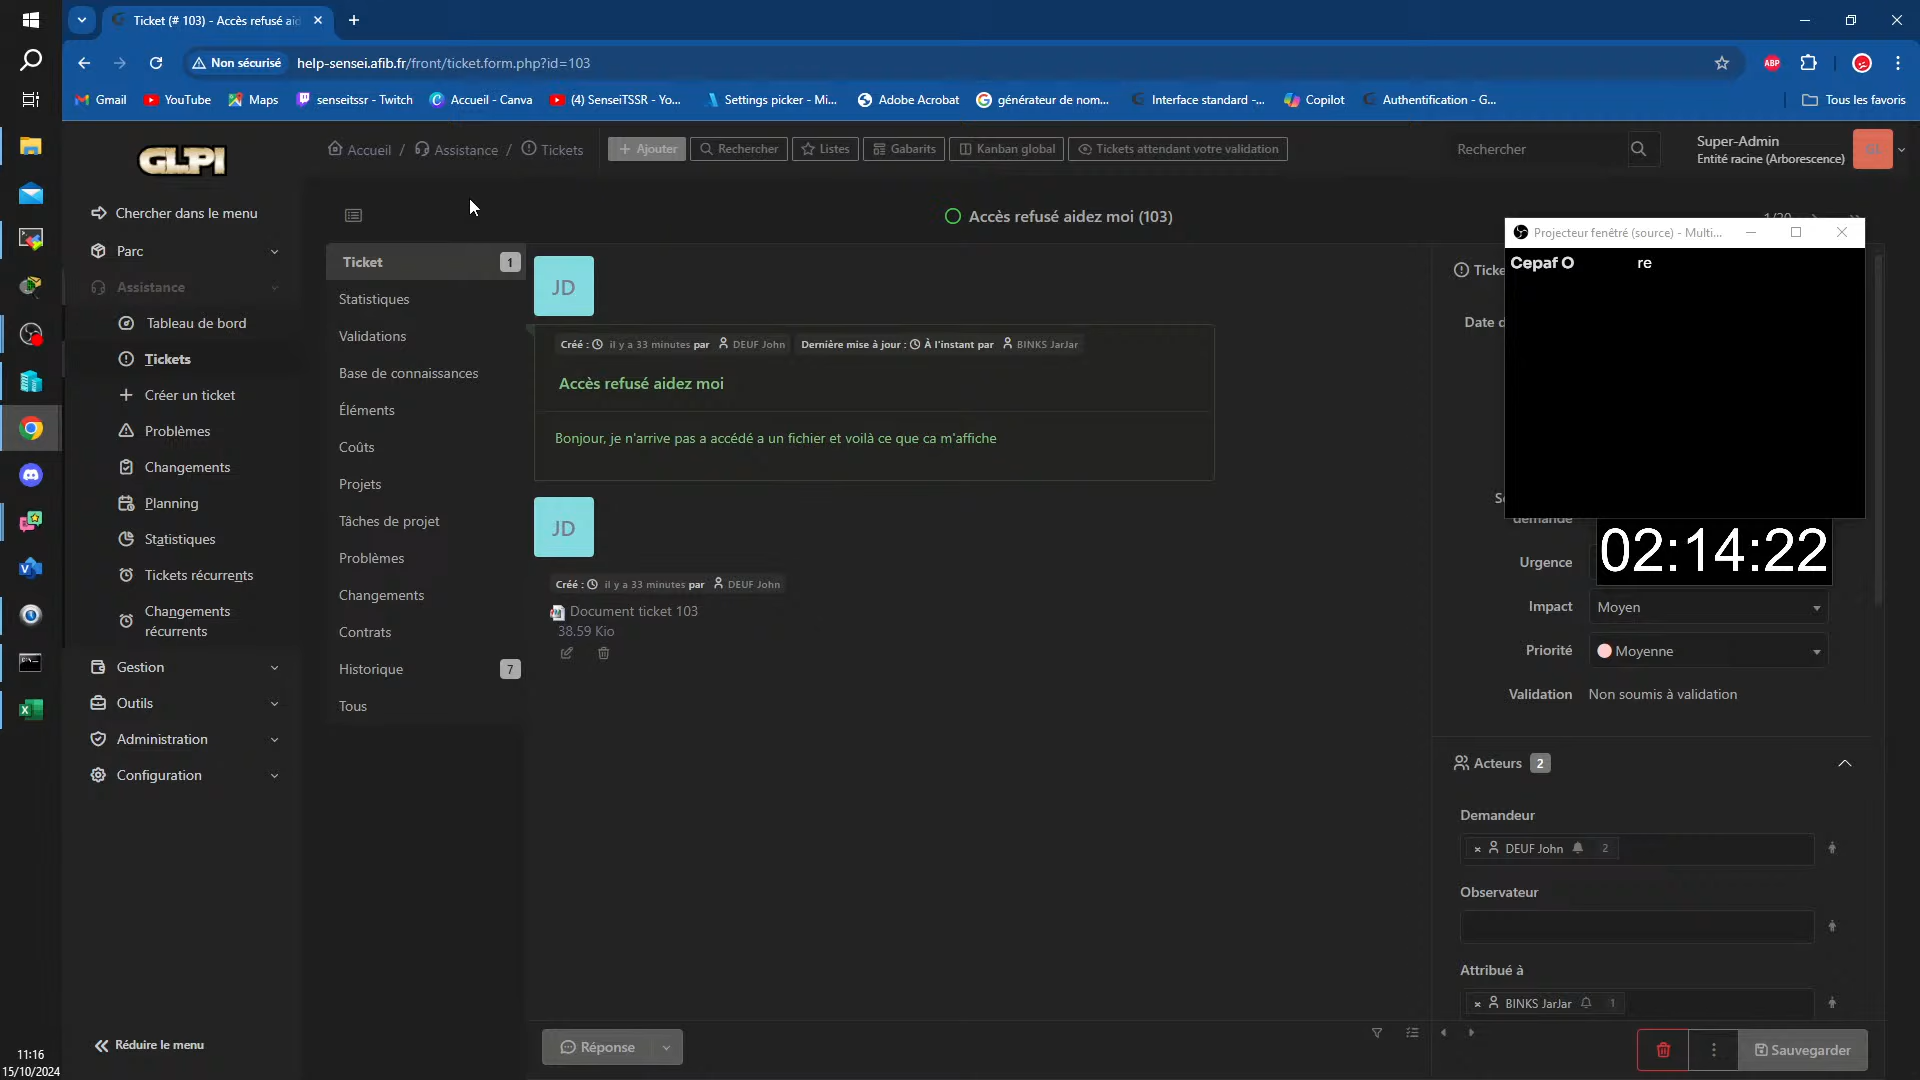 Ticket (# 103) - Accès refusé aid
Non sécurisé
help-sensei.afib.fr/front/ticket.form.php?id=103
ABP
Gmail
YouTube
Maps
senseitssr - Twitch
Accueil - Canva
(4) SenseiTSSR - Yo...
Settings picker - Mi...
Adobe Acrobat
générateur de nom...
Interface standard -...
Copilot
Authentification - G...
Tous les favoris
GLPI
Accueil / Assistance / Tickets
+ Ajouter
Rechercher
Listes
Gabarits
Kanban global
Tickets attendant votre validation
Rechercher
Super-Admin
Entité racine (Arborescence)
Chercher dans le menu
Parc
Assistance
Tableau de bord
Tickets
Créer un ticket
Problèmes
Changements
Planning
Statistiques
Tickets récurrents
Changements
récurrents
Gestion
Outils
Administration
Configuration
Réduire le menu
Accès refusé aidez moi (103)
Ticket 1
Statistiques
Validations
Base de connaissances
Éléments
Coûts
Projets
Tâches de projet
Problèmes
Changements
Contrats
Historique 7
Tous
JD
Créé : il y a 33 minutes par DEUF John Dernière mise à jour : À l'instant par BINKS JarJar
Accès refusé aidez moi
Bonjour, je n'arrive pas a accédé a un fichier et voilà ce que ca m'affiche
JD
Créé : il y a 33 minutes par DEUF John
Document ticket 103
38.59 Kio
Réponse
Projecteur fenêtré (source) - Multi...
Cepaf O re
Ticke
Date d
demande
02:14:22
Urgence
Impact Moyen
Priorité Moyenne
Validation Non soumis à validation
Acteurs 2
Demandeur
× DEUF John 2
Observateur
Attribué à
× BINKS JarJar 1
Sauvegarder
11:16
15/10/2024